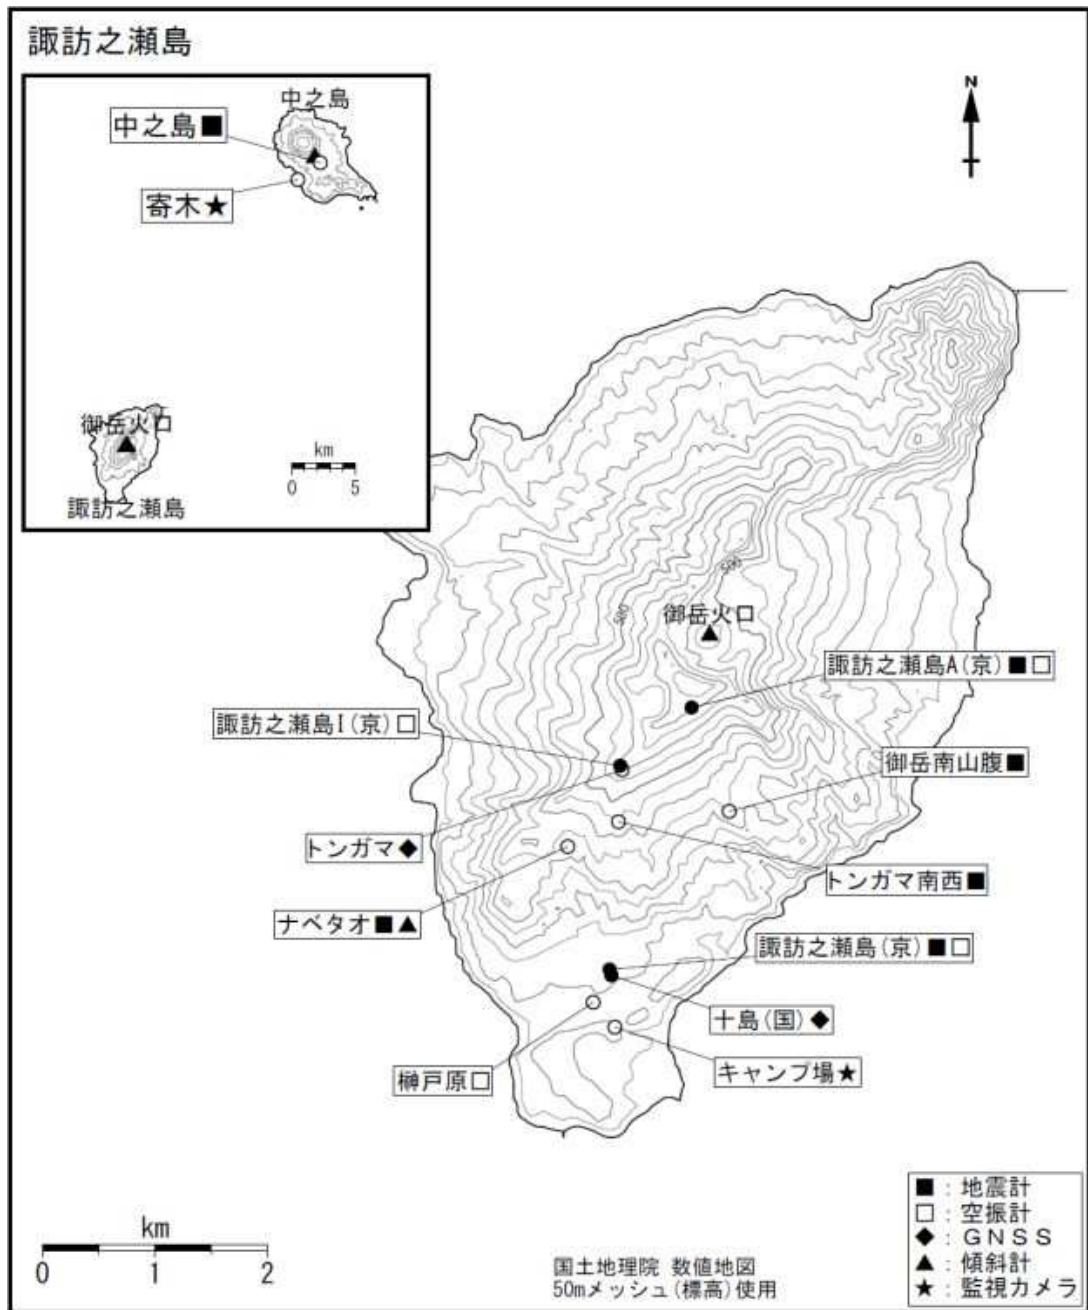 諏訪之瀬島
中之島
中之島■
寄木★
御岳火口
諏訪之瀬島
km
0 5
N
500
500
御岳火口
諏訪之瀬島A(京)■□
諏訪之瀬島I(京)□
御岳南山腹■
トンガマ◆
トンガマ南西■
ナベタオ■▲
諏訪之瀬島(京)■□
十島(国)◆
榊戸原□
キャンプ場★
■：地震計
□：空振計
◆：GNSS
▲：傾斜計
★：監視カメラ
km
0 1 2
国土地理院 数値地図
50mメッシュ(標高)使用